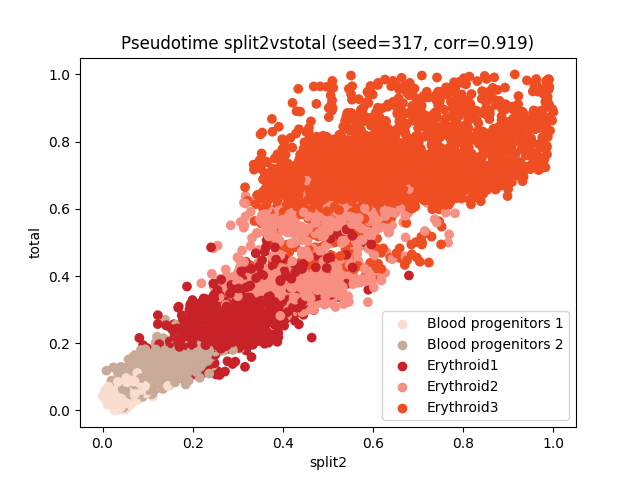 Pseudotime split2vstotal (seed=317, corr=0.919)
1.0
0.8
0.6
0.4
0.2
0.0
total
Blood progenitors 1
Blood progenitors 2
Erythroid1
Erythroid2
Erythroid3
0.0 0.2 0.4 0.6 0.8 1.0
split2